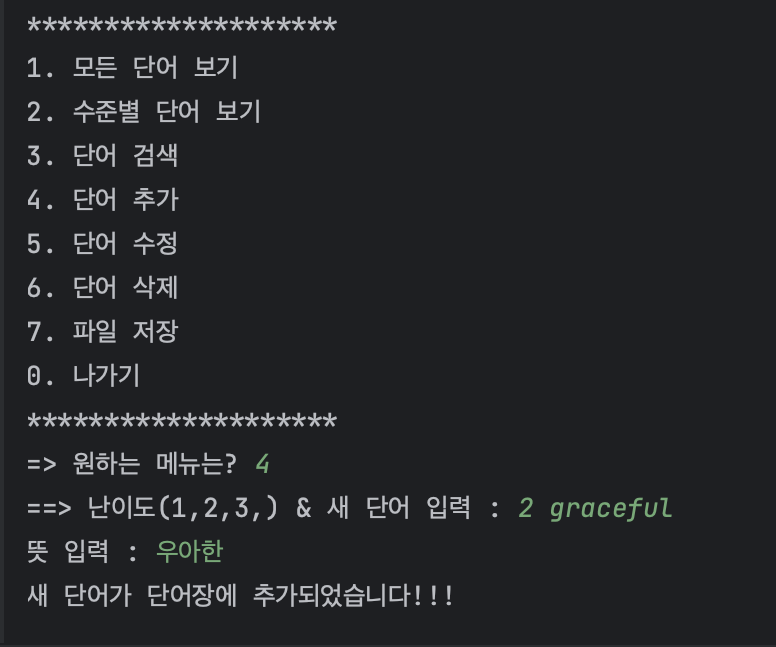 ********************
1. 모든 단어 보기
2. 수준별 단어 보기
3. 단어 검색
4. 단어 추가
5. 단어 수정
6. 단어 삭제
7. 파일 저장
0. 나가기
********************
=> 원하는 메뉴는? 4
==> 난이도(1,2,3,) & 새 단어 입력 : 2 graceful
뜻 입력 : 우아한
새 단어가 단어장에 추가되었습니다!!!